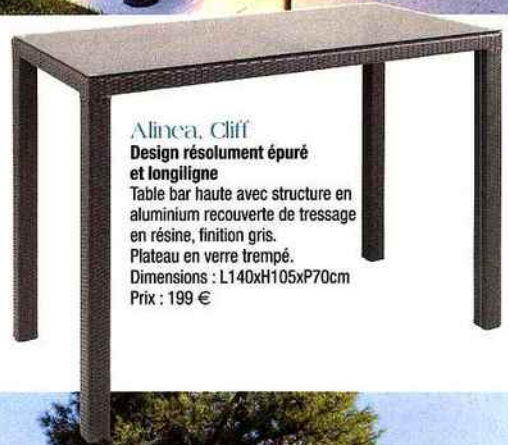 Alinea, Cliff
Design résolument épuré
et longiligne
Table bar haute avec structure en
aluminium recouverte de tressage
en résine, finition gris.
Plateau en verre trempé.
Dimensions : L140xH105xP70cm
Prix : 199 €